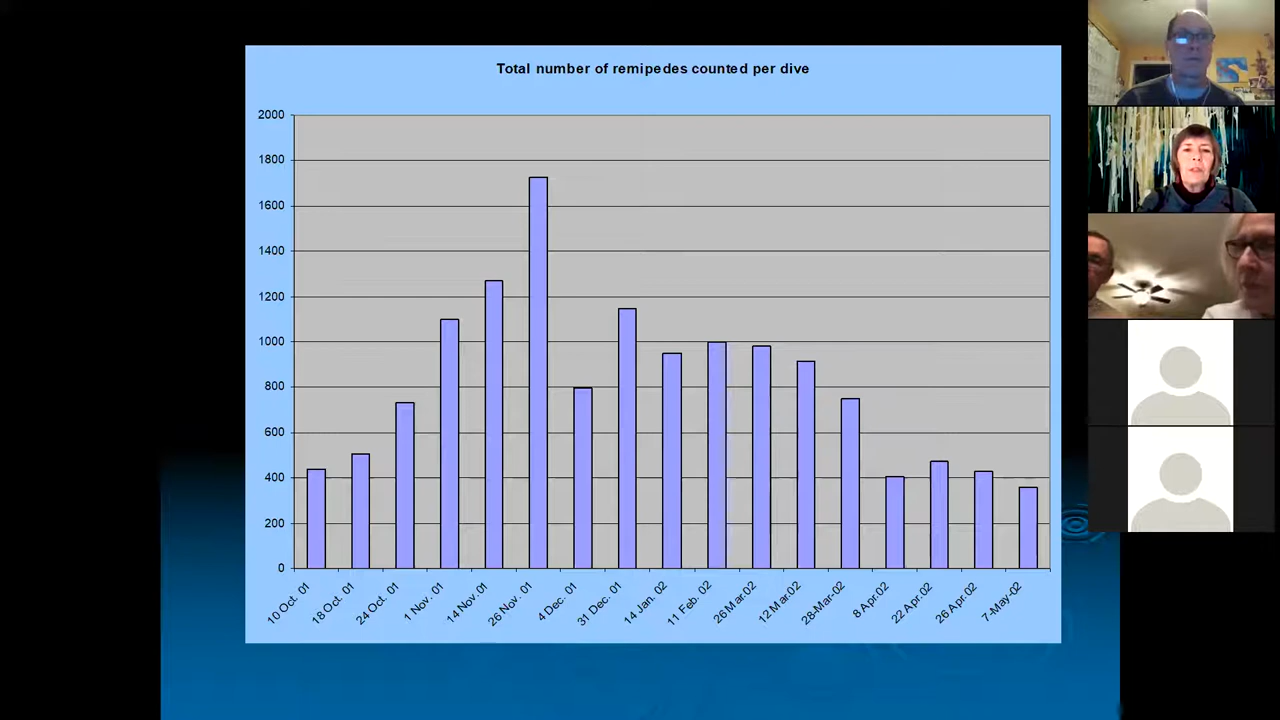 Total number of remipedes counted per dive
2000
1800
1600
1400
1200
1000
800
600
400
200
0
10 Oct. 01
18 Oct. 01
24 Oct. 01
1 Nov. 01
14 Nov.01
26 Nov. 01
4 Dec. 01
31 Dec. 01
14 Jan. 02
11 Feb. 02
26 Mar.02
12 Mar.02
28-Mar-02
8 Apr.02
22 Apr.02
26 Apr.02
7-May-02